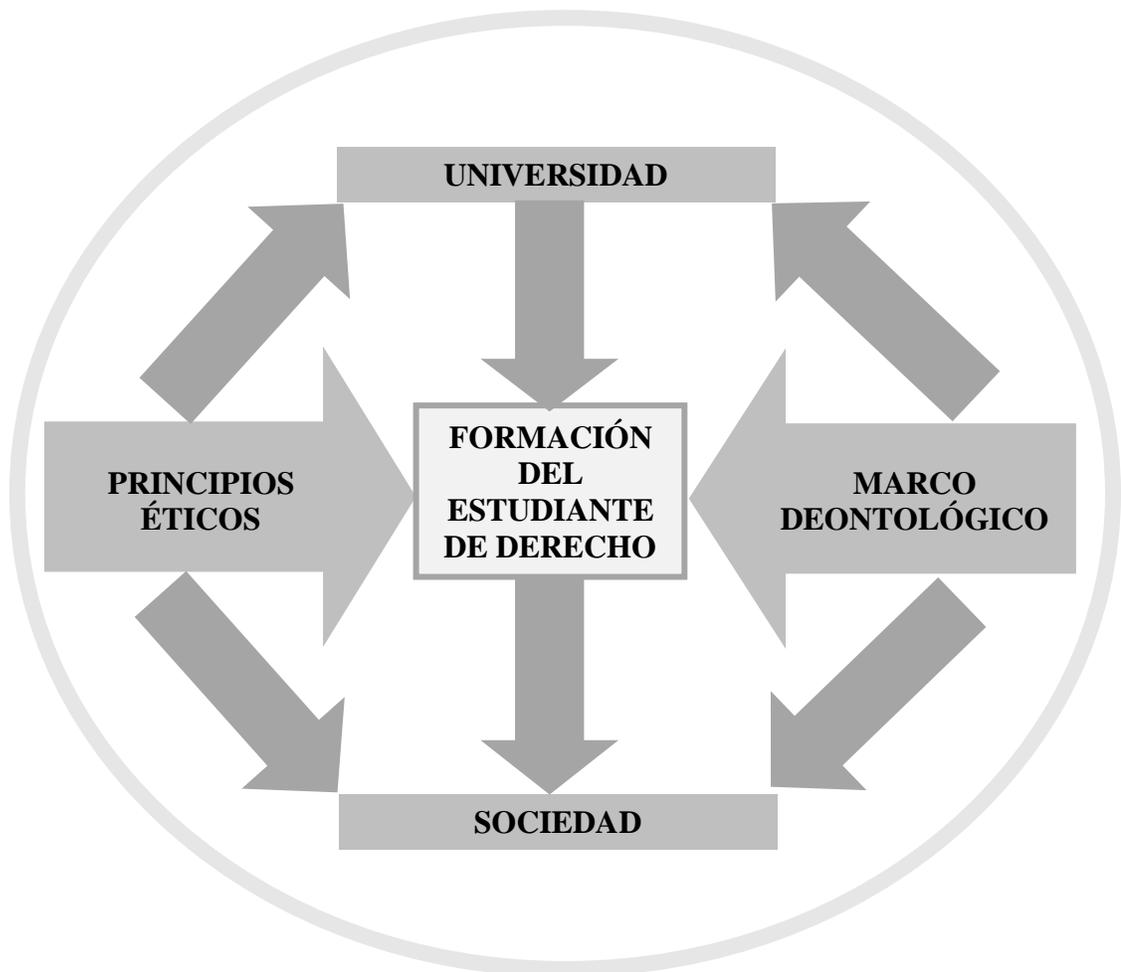 UNIVERSIDAD
FORMACIÓN
DEL
ESTUDIANTE
DE DERECHO
PRINCIPIOS
ÉTICOS
MARCO
DEONTOLÓGICO
SOCIEDAD